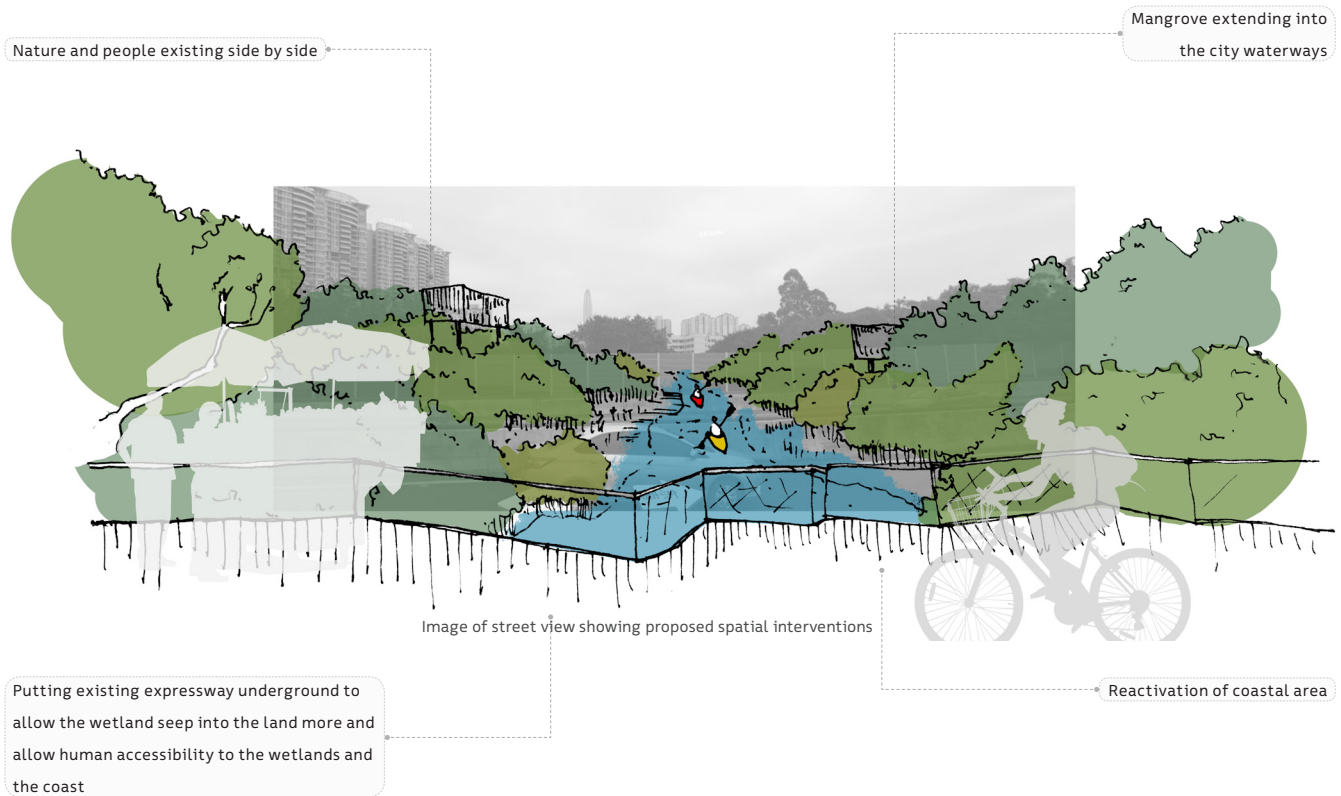 Nature and people existing side by side
Mangrove extending into
the city waterways
Image of street view showing proposed spatial interventions
Putting existing expressway underground to
allow the wetland seep into the land more and
allow human accessibility to the wetlands and
the coast
Reactivation of coastal area